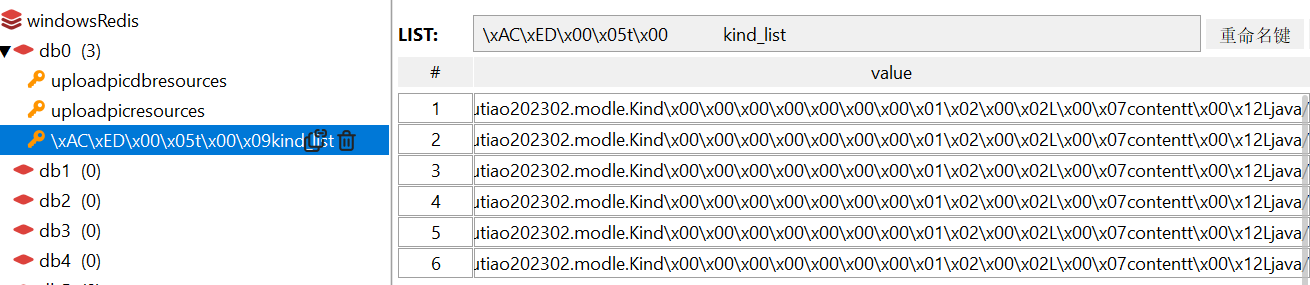 windowsRedis
db0 (3)
uploadpicdbresources
uploadpicresources
\xAC\xED\x00\x05t\x00\x09kind_list
db1 (0)
db2 (0)
db3 (0)
db4 (0)
LIST:
\xAC\xED\x00\x05t\x00 kind_list
重命名键
# value
1 utiao202302.modle.Kind\x00\x00\x00\x00\x00\x00\x00\x01\x02\x00\x02L\x00\x07contentt\x00\x12Ljava/
2 utiao202302.modle.Kind\x00\x00\x00\x00\x00\x00\x00\x01\x02\x00\x02L\x00\x07contentt\x00\x12Ljava/
3 utiao202302.modle.Kind\x00\x00\x00\x00\x00\x00\x00\x01\x02\x00\x02L\x00\x07contentt\x00\x12Ljava/
4 utiao202302.modle.Kind\x00\x00\x00\x00\x00\x00\x00\x01\x02\x00\x02L\x00\x07contentt\x00\x12Ljava/
5 utiao202302.modle.Kind\x00\x00\x00\x00\x00\x00\x00\x01\x02\x00\x02L\x00\x07contentt\x00\x12Ljava/
6 utiao202302.modle.Kind\x00\x00\x00\x00\x00\x00\x00\x01\x02\x00\x02L\x00\x07contentt\x00\x12Ljava/